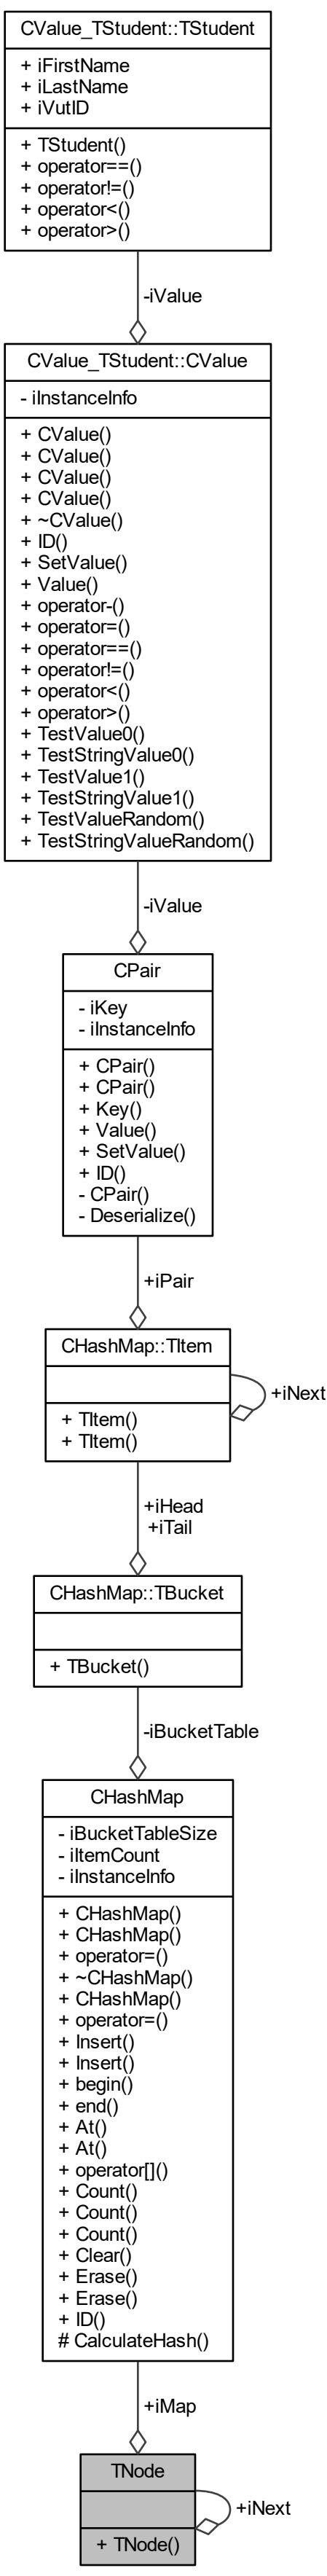 CValue_TStudent::TStudent
+ iFirstName
+ iLastName
+ iVutID
+ TStudent()
+ operator==()
+ operator!=()
+ operator<()
+ operator>()
-iValue
CValue_TStudent::CValue
- iInstanceInfo
+ CValue()
+ CValue()
+ CValue()
+ CValue()
+ ~CValue()
+ ID()
+ SetValue()
+ Value()
+ operator-()
+ operator=()
+ operator==()
+ operator!=()
+ operator<()
+ operator>()
+ TestValue0()
+ TestStringValue0()
+ TestValue1()
+ TestStringValue1()
+ TestValueRandom()
+ TestStringValueRandom()
-iValue
CPair
- iKey
- iInstanceInfo
+ CPair()
+ CPair()
+ Key()
+ Value()
+ SetValue()
+ ID()
- CPair()
- Deserialize()
+iPair
CHashMap::TItem
+ TItem()
+ TItem()
+iNext
+iHead
+iTail
CHashMap::TBucket
+ TBucket()
-iBucketTable
CHashMap
- iBucketTableSize
- iItemCount
- iInstanceInfo
+ CHashMap()
+ CHashMap()
+ operator=()
+ ~CHashMap()
+ CHashMap()
+ operator=()
+ Insert()
+ Insert()
+ begin()
+ end()
+ At()
+ At()
+ operator[]()
+ Count()
+ Count()
+ Count()
+ Clear()
+ Erase()
+ Erase()
+ ID()
# CalculateHash()
+iMap
TNode
+ TNode()
+iNext